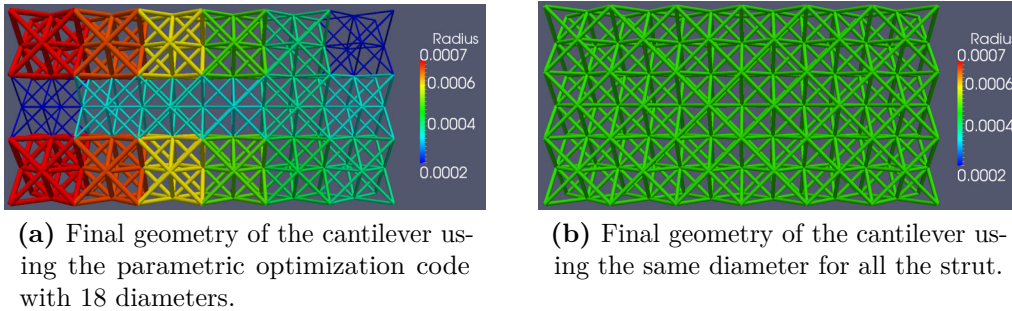 Radius
0.0007
0.0006
0.0004
0.0002
Radius
0.0007
0.0006
0.0004
0.0002
(a) Final geometry of the cantilever us-
ing the parametric optimization code
with 18 diameters.
(b) Final geometry of the cantilever us-
ing the same diameter for all the strut.